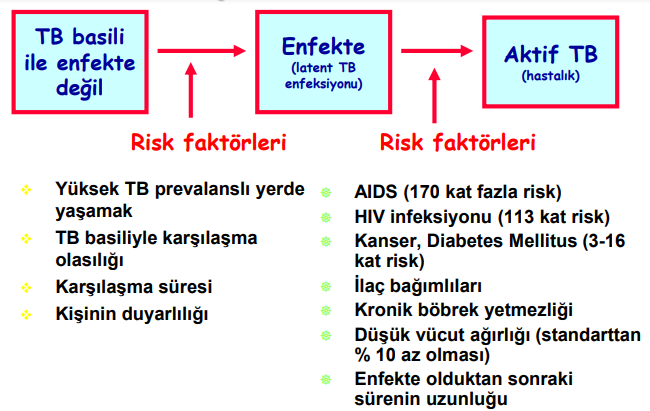 TB basili
ile enfekte
değil
Enfekte
(latent TB
enfeksiyonu)
Aktif TB
(hastalık)
Risk faktörleri
Yüksek TB prevalanslı yerde
yaşamak
TB basiliyle karşılaşma
olasılığı
Karşılaşma süresi
Kişinin duyarlılığı
Risk faktörleri
AIDS (170 kat fazla risk)
HIV infeksiyonu (113 kat risk)
Kanser, Diabetes Mellitus (3-16
kat risk)
İlaç bağımlıları
Kronik böbrek yetmezliği
Düşük vücut ağırlığı (standarttan
% 10 az olması)
Enfekte olduktan sonraki
sürenin uzunluğu